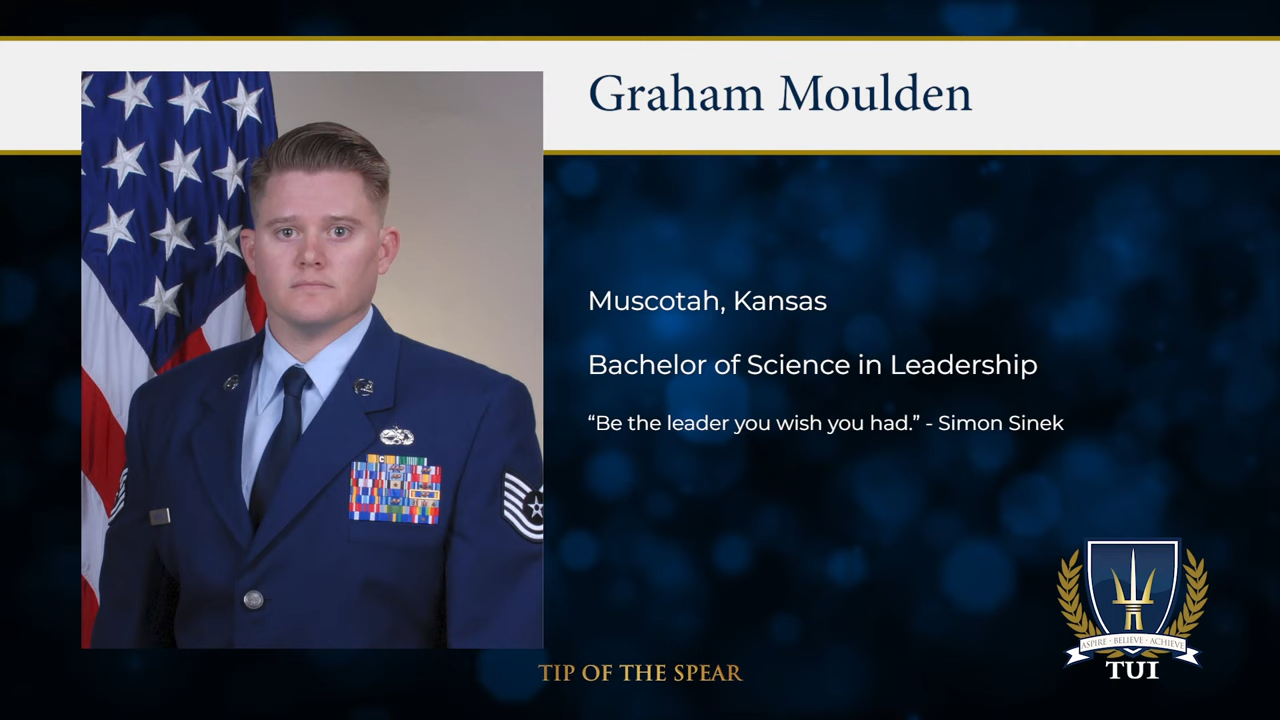 Graham Moulden
Muscotah, Kansas
Bachelor of Science in Leadership
“Be the leader you wish you had.” - Simon Sinek
ASPIRE · BELIEVE · ACHIEVE
TUI
TIP OF THE SPEAR